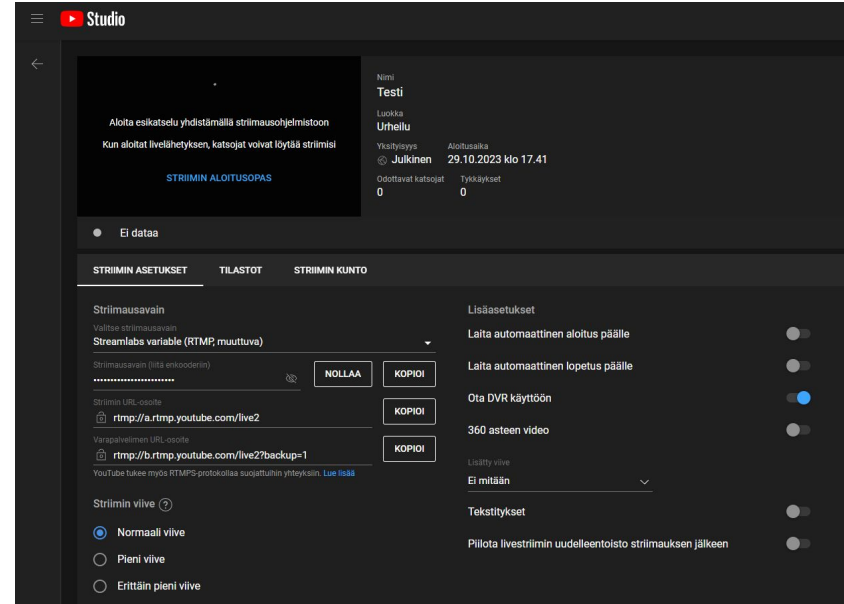 Studio
Aloita esikatselu yhdistämällä striimausohjelmistoon
Kun aloitat livelähetyksen, katsojat voivat löytää striimisi
STRIIMIN ALOITUSOPAS
Nimi
Testi
Luokka
Urheilu
Yksityisyys Aloitusaika
Julkinen 29.10.2023 klo 17.41
Odottavat katsojat Tykkäykset
0 0
Ei dataa
STRIIMIN ASETUKSET TILASTOT STRIIMIN KUNTO
Striimausavain
Valitse striimausavain
Streamlabs variable (RTMP, muuttuva)
Striimausavain (liitä enkooderiin)
••••••••••••••••••••••••
NOLLAA KOPIOI
Striimin URL-osoite
rtmp://a.rtmp.youtube.com/live2
KOPIOI
Varapalvelimen URL-osoite
rtmp://b.rtmp.youtube.com/live2?backup=1
KOPIOI
YouTube tukee myös RTMPS-protokollaa suojattuihin yhteyksiin. Lue lisää
Striimin viive ?
Normaali viive
Pieni viive
Erittäin pieni viive
Lisäasetukset
Laita automaattinen aloitus päälle
Laita automaattinen lopetus päälle
Ota DVR käyttöön
360 asteen video
Lisätty viive
Ei mitään
Tekstitykset
Piilota livestriimin uudelleentoisto striimauksen jälkeen